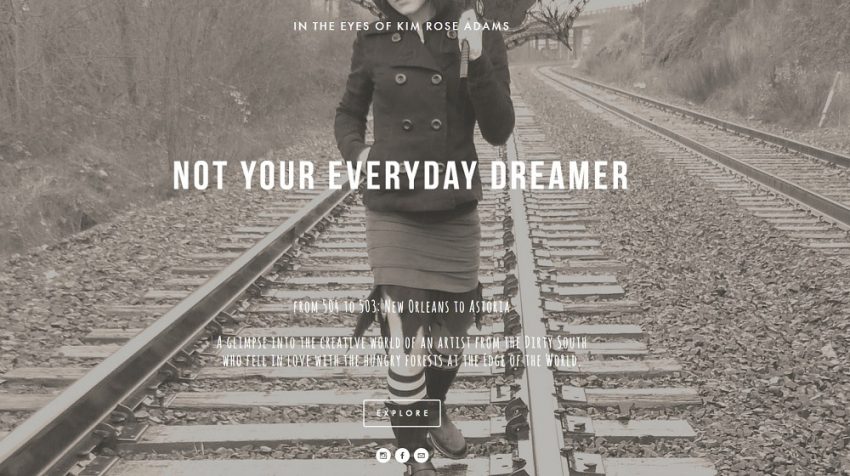 IN THE EYES OF KIM ROSE ADAMS
NOT YOUR EVERYDAY DREAMER
FROM 504 TO 503: NEW ORLEANS TO ASTORIA
A GLIMPSE INTO THE CREATIVE WORLD OF AN ARTIST FROM THE DIRTY SOUTH
WHO FELL IN LOVE WITH THE HUNGRY FORESTS AT THE EDGE OF THE WORLD.
EXPLORE